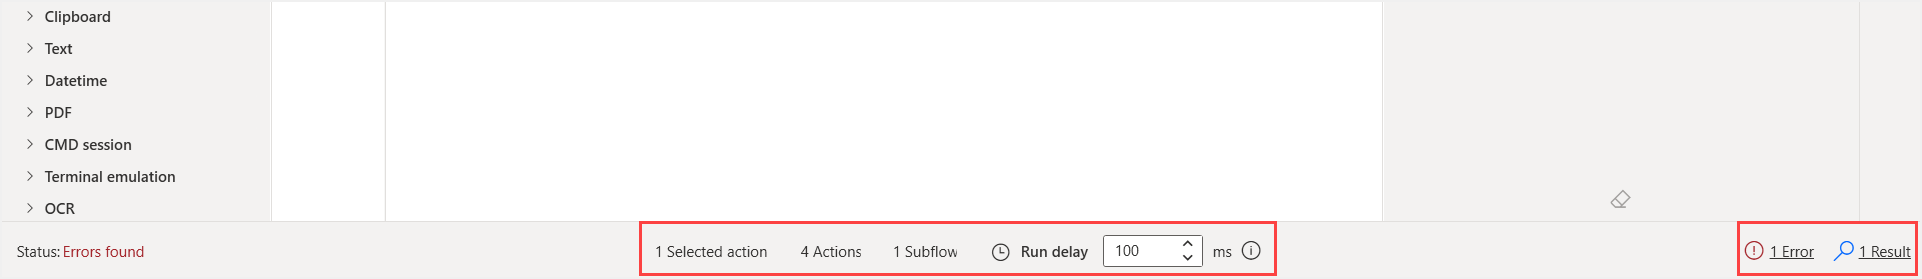 Clipboard
Text
Datetime
PDF
CMD session
Terminal emulation
OCR
Status: Errors found 1 Selected action 4 Actions 1 Subflow Run delay 100 ms 1 Error 1 Result